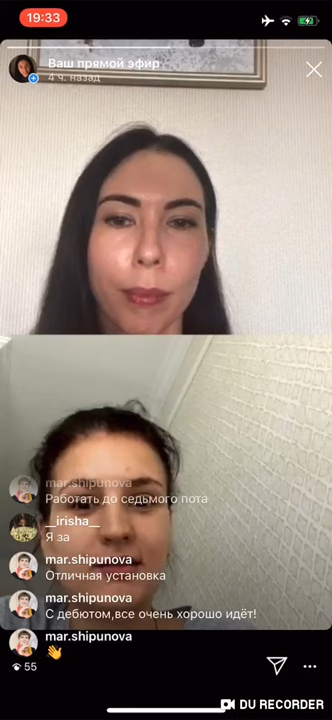 19:33
Ваш прямой эфир
4 ч. назад
mar.shipunova
Работать до седьмого пота
__irisha__
Я за
mar.shipunova
Отличная установка
mar.shipunova
С дебютом,все очень хорошо идёт!
mar.shipunova
👋
55
DU RECORDER